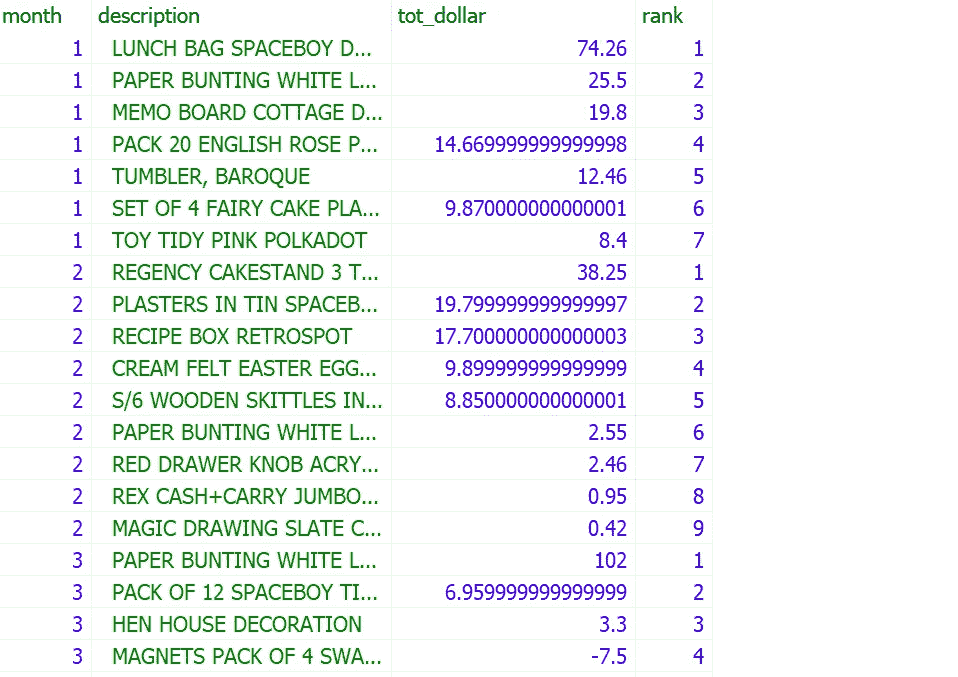 month description tot_dollar rank
1 LUNCH BAG SPACEBOY D... 74.26 1
1 PAPER BUNTING WHITE L... 25.5 2
1 MEMO BOARD COTTAGE D... 19.8 3
1 PACK 20 ENGLISH ROSE P... 14.669999999999998 4
1 TUMBLER, BAROQUE 12.46 5
1 SET OF 4 FAIRY CAKE PLA... 9.870000000000001 6
1 TOY TIDY PINK POLKADOT 8.4 7
2 REGENCY CAKESTAND 3 T... 38.25 1
2 PLASTERS IN TIN SPACEB... 19.799999999999997 2
2 RECIPE BOX RETROSPOT 17.700000000000003 3
2 CREAM FELT EASTER EGG... 9.899999999999999 4
2 S/6 WOODEN SKITTLES IN... 8.850000000000001 5
2 PAPER BUNTING WHITE L... 2.55 6
2 RED DRAWER KNOB ACRY... 2.46 7
2 REX CASH+CARRY JUMBO... 0.95 8
2 MAGIC DRAWING SLATE C... 0.42 9
3 PAPER BUNTING WHITE L... 102 1
3 PACK OF 12 SPACEBOY TI... 6.959999999999999 2
3 HEN HOUSE DECORATION 3.3 3
3 MAGNETS PACK OF 4 SWA... -7.5 4